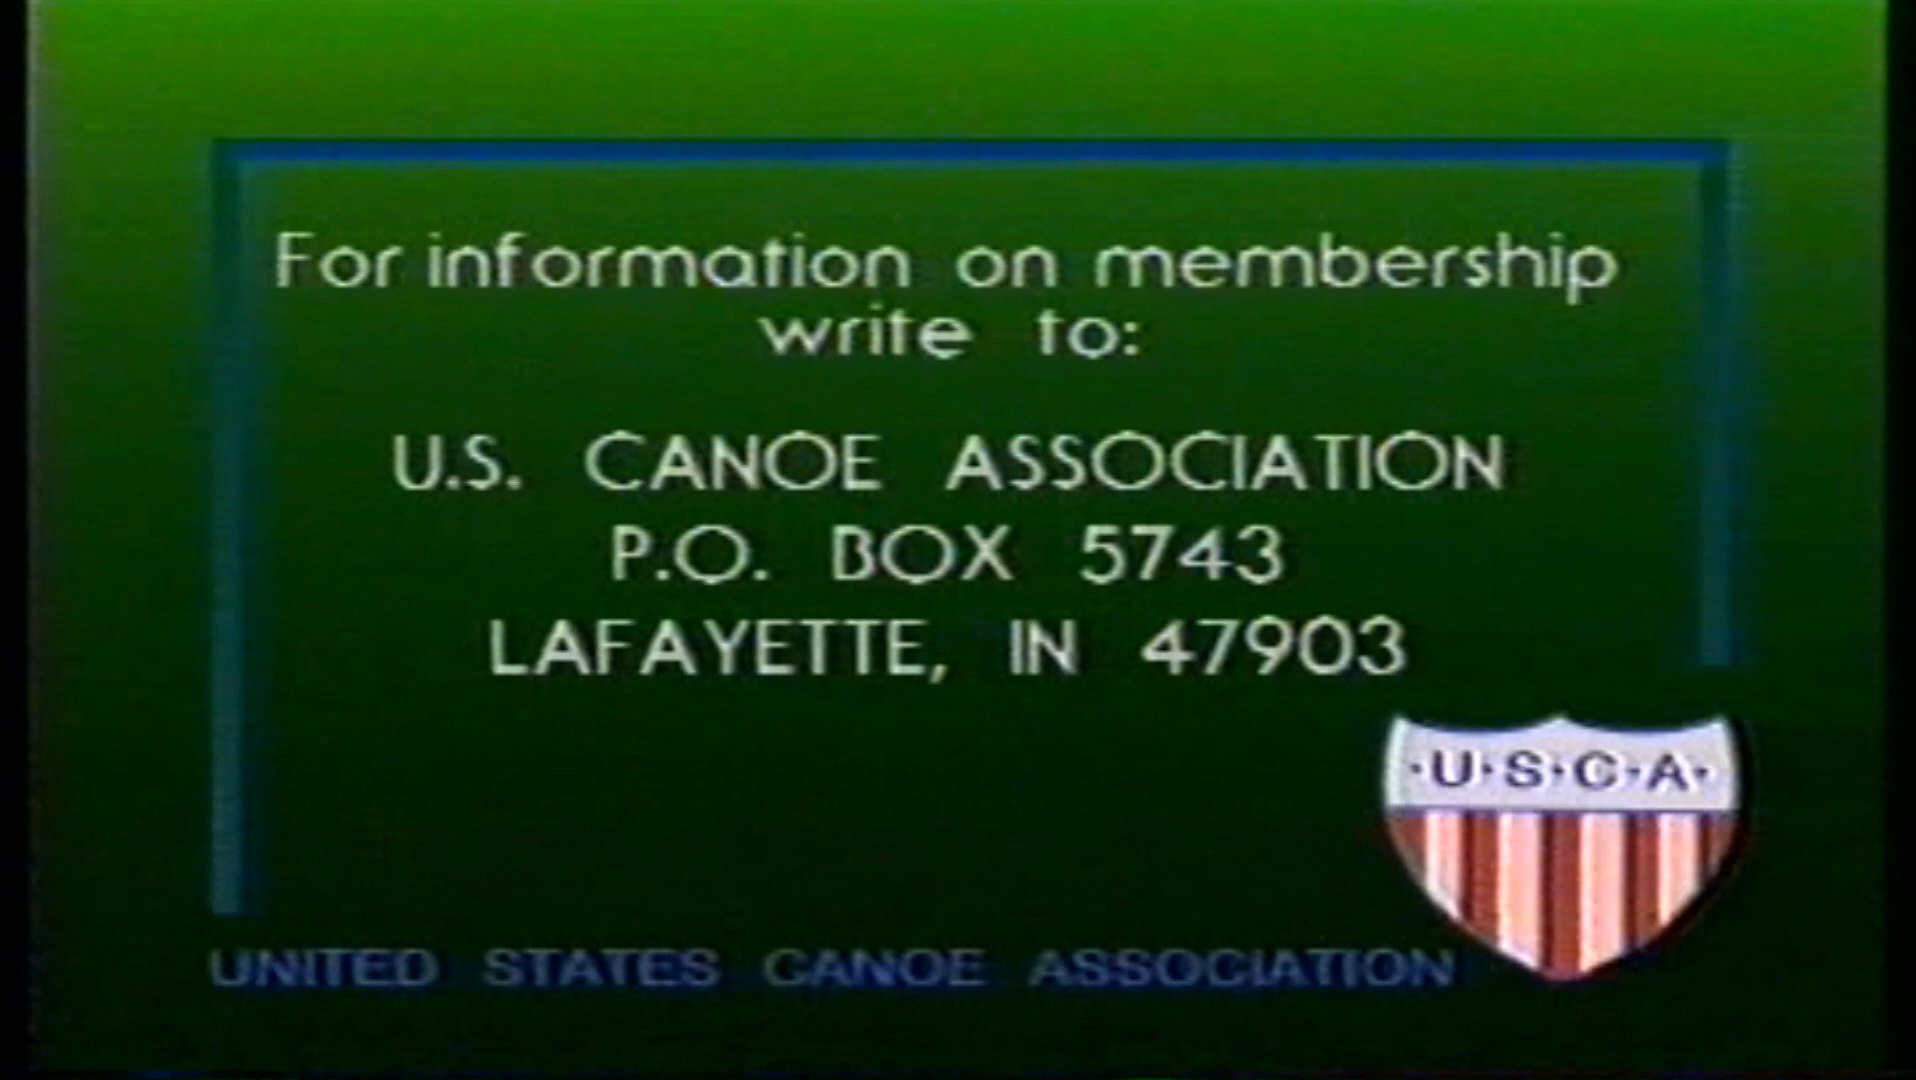 For information on membership
write to:
U.S. CANOE ASSOCIATION
P.O. BOX 5743
LAFAYETTE, IN 47903
·U·S·C·A·
UNITED STATES CANOE ASSOCIATION